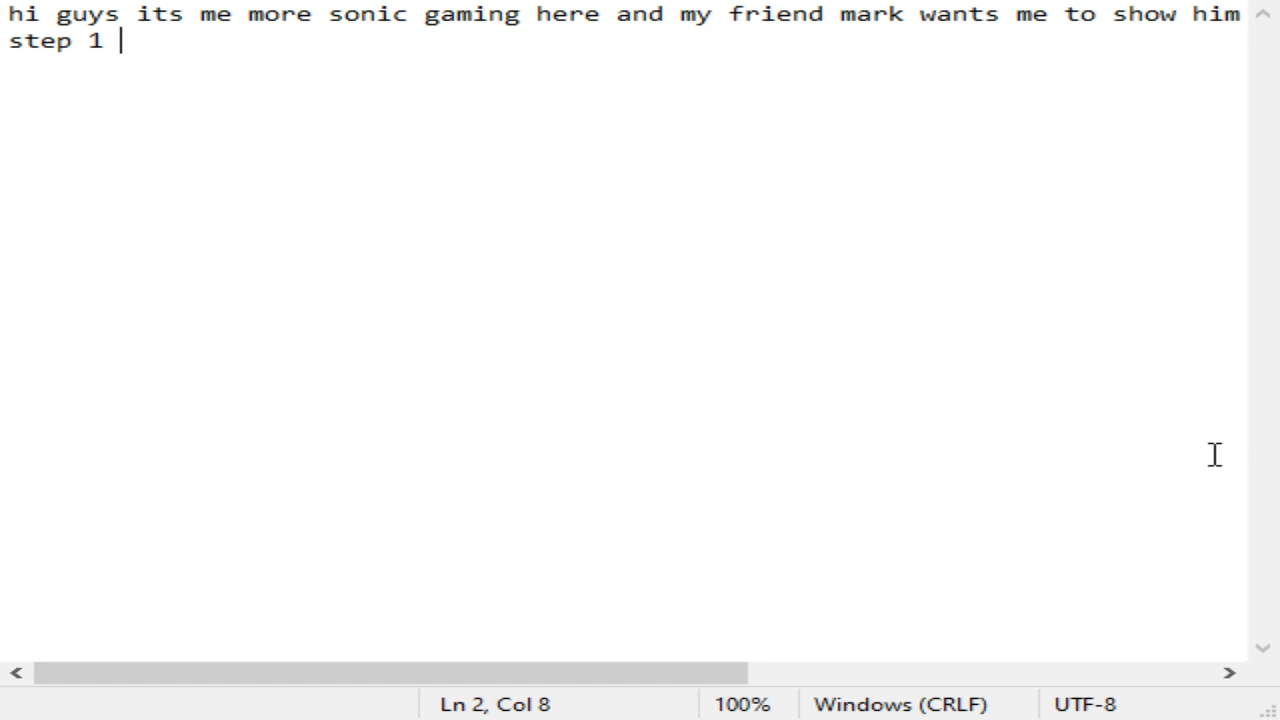 hi guys its me more sonic gaming here and my friend mark wants me to show him
step 1
Ln 2, Col 8
100%
Windows (CRLF)
UTF-8